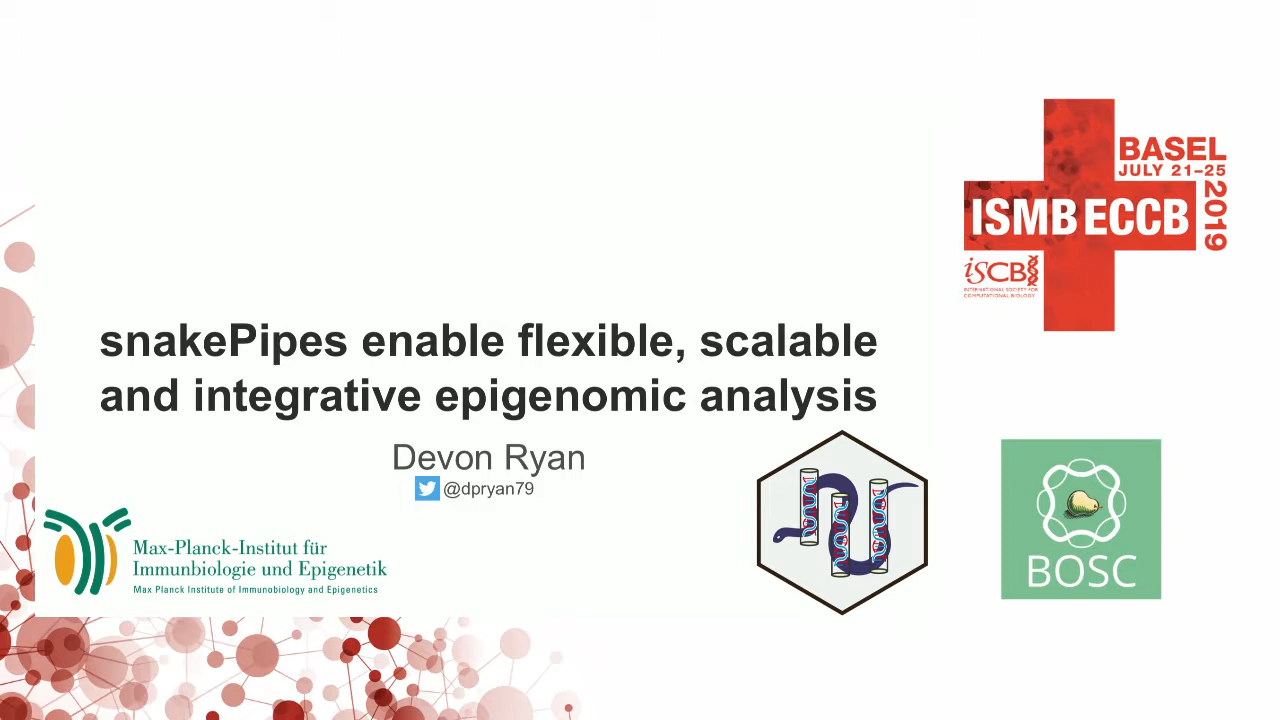 BASEL
JULY 21–25
2019
ISMB ECCB
iSCB
INTERNATIONAL SOCIETY FOR
COMPUTATIONAL BIOLOGY
snakePipes enable flexible, scalable
and integrative epigenomic analysis
Devon Ryan
@dpryan79
Max-Planck-Institut für
Immunbiologie und Epigenetik
Max Planck Institute of Immunobiology and Epigenetics
BOSC